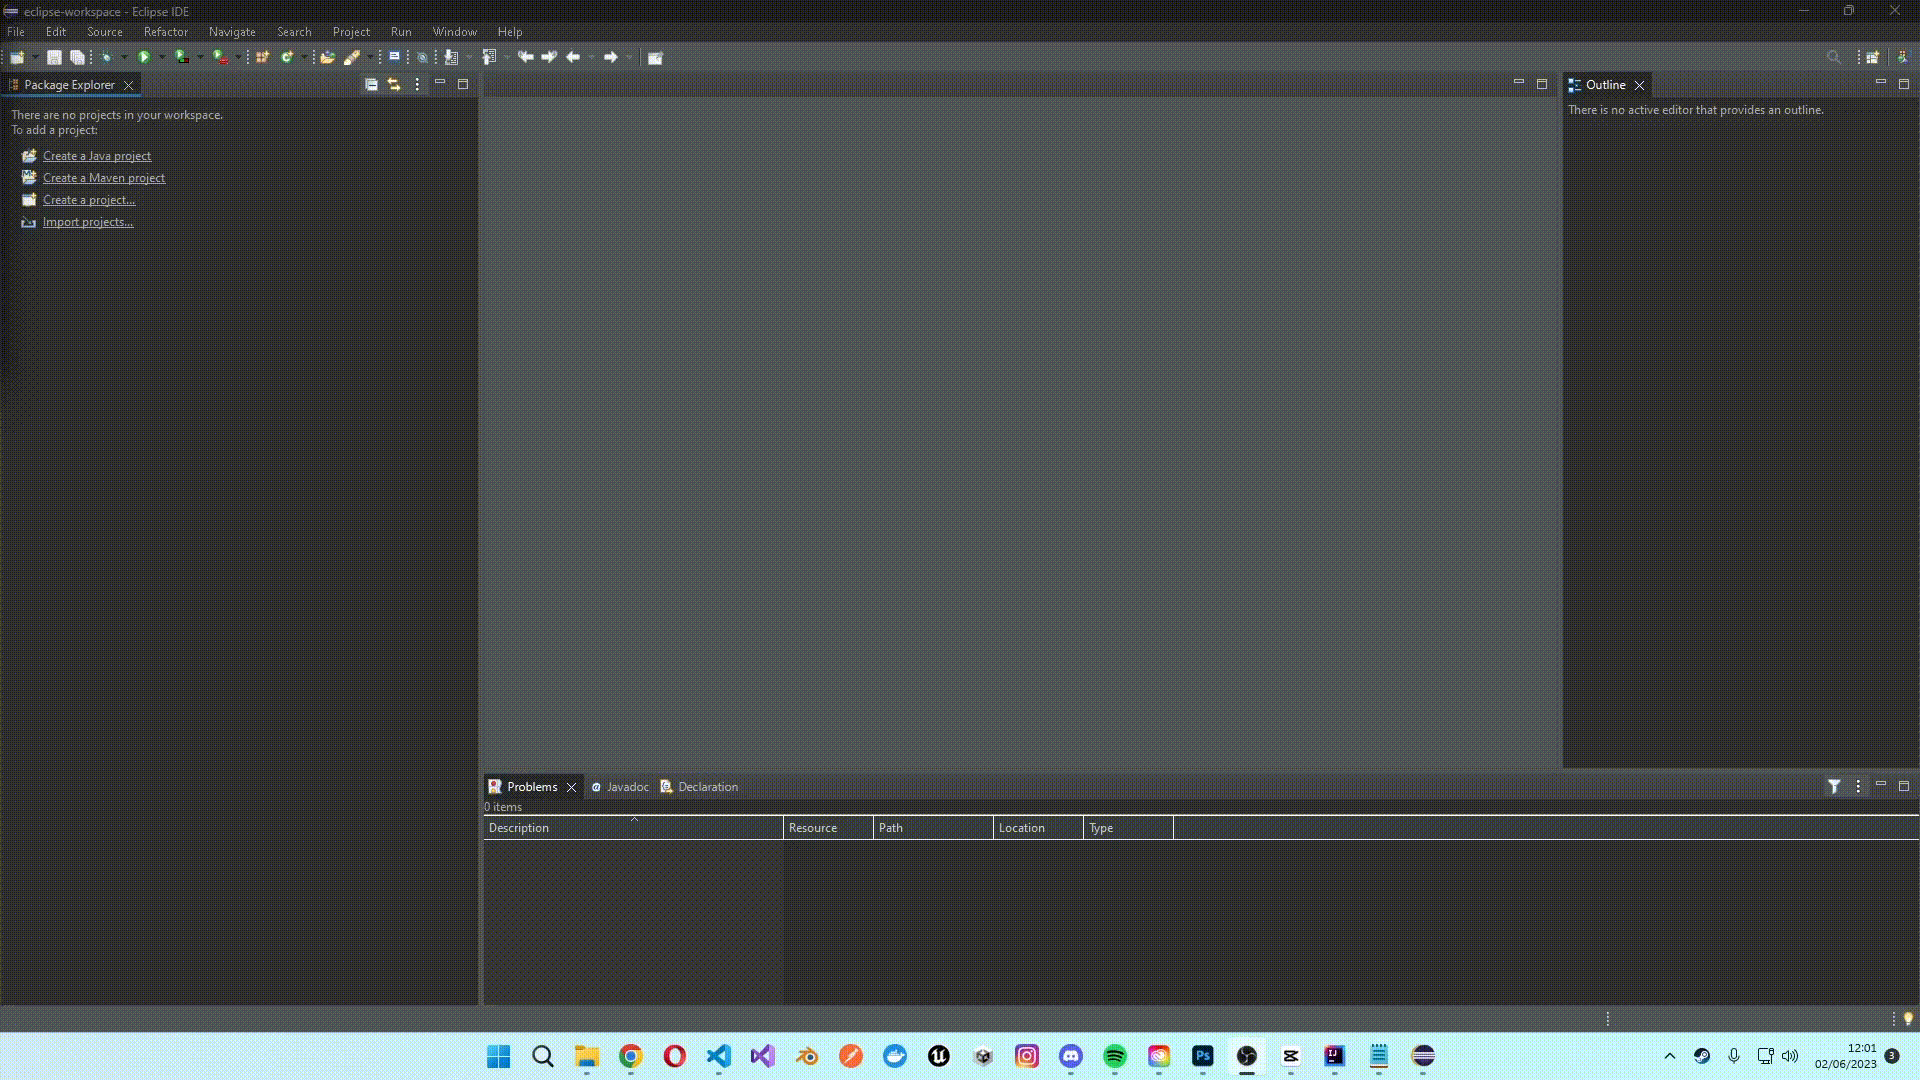 eclipse-workspace - Eclipse IDE
File Edit Source Refactor Navigate Search Project Run Window Help
Package Explorer
There are no projects in your workspace.
To add a project:
Create a Java project
Create a Maven project
Create a project...
Import projects...
Outline
There is no active editor that provides an outline.
Problems Javadoc Declaration
0 items
Description Resource Path Location Type
Ps
IJ
12:01
02/06/2023
3